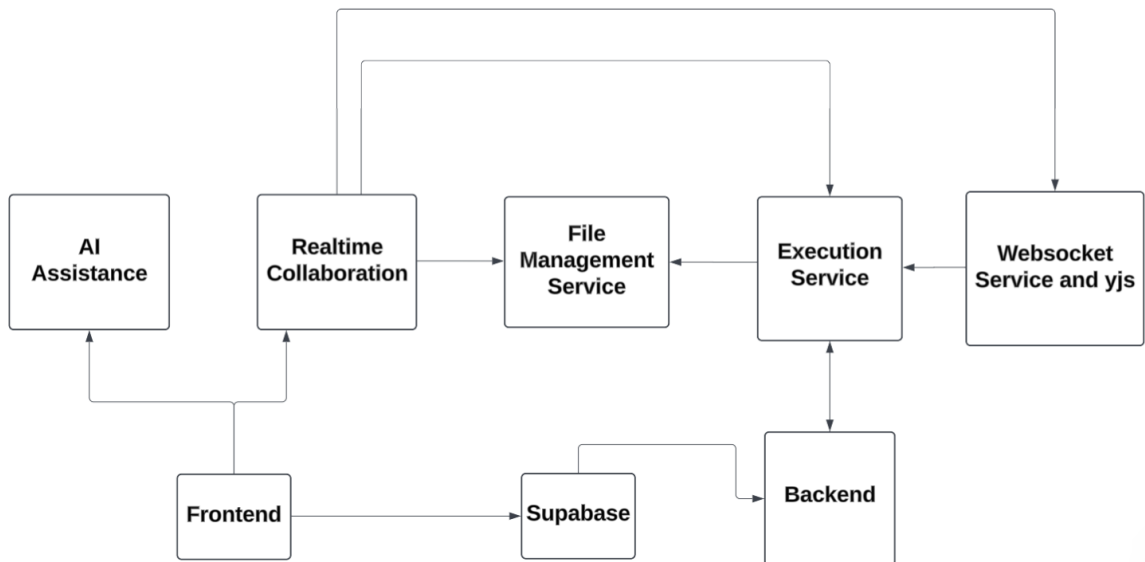 AI
Assistance
Realtime
Collaboration
File
Management
Service
Execution
Service
Websocket
Service and yjs
Frontend
Supabase
Backend